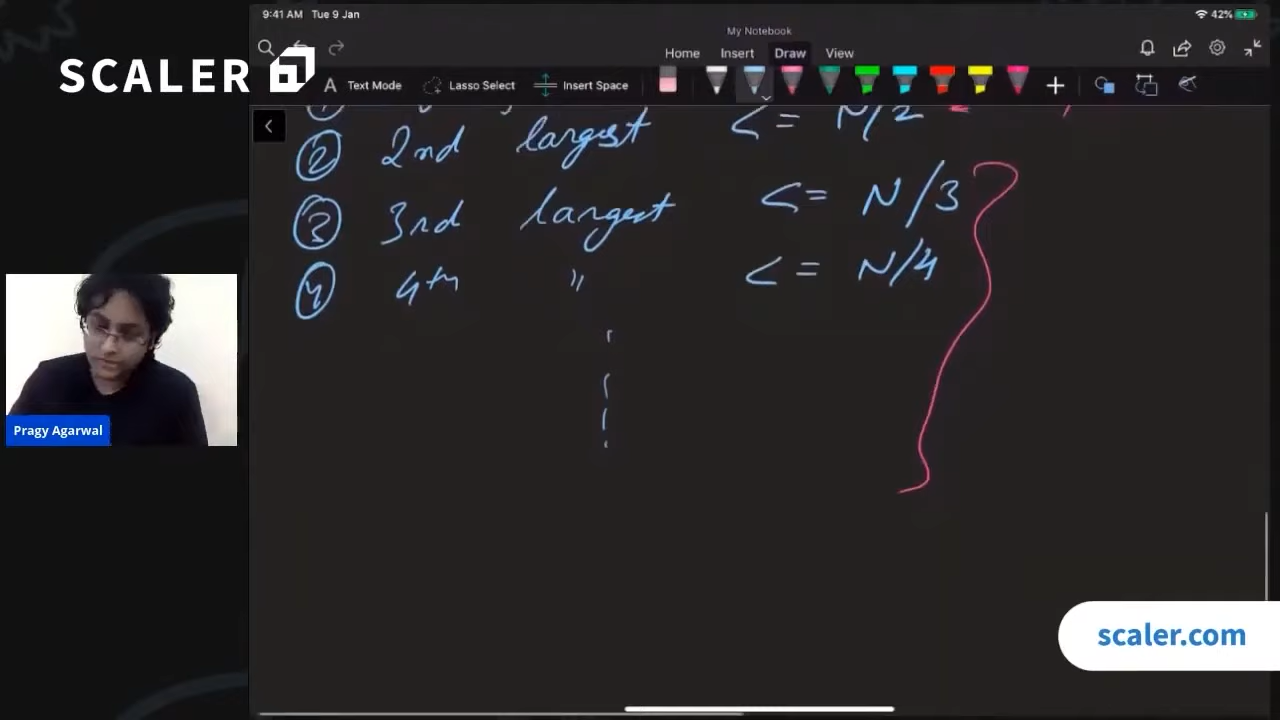 9:41 AM Tue 9 Jan
42%
My Notebook
Home Insert Draw View
SCALER
A Text Mode Lasso Select Insert Space
② 2nd largest <= N/2
③ 3rd largest <= N/3
④ 4th " <= N/4
Pragy Agarwal
scaler.com